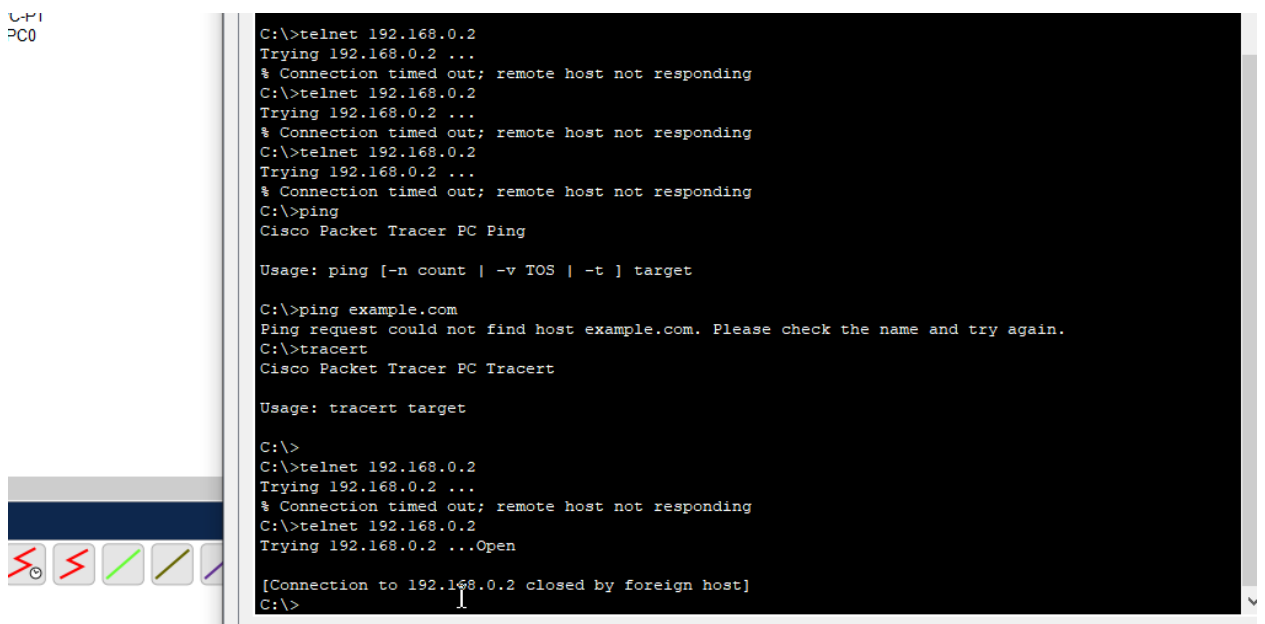 PC0
C:\>telnet 192.168.0.2
Trying 192.168.0.2 ...
% Connection timed out; remote host not responding
C:\>telnet 192.168.0.2
Trying 192.168.0.2 ...
% Connection timed out; remote host not responding
C:\>telnet 192.168.0.2
Trying 192.168.0.2 ...
% Connection timed out; remote host not responding
C:\>ping
Cisco Packet Tracer PC Ping
Usage: ping [-n count | -v TOS | -t ] target
C:\>ping example.com
Ping request could not find host example.com. Please check the name and try again.
C:\>tracert
Cisco Packet Tracer PC Tracert
Usage: tracert target
C:\>
C:\>telnet 192.168.0.2
Trying 192.168.0.2 ...
% Connection timed out; remote host not responding
C:\>telnet 192.168.0.2
Trying 192.168.0.2 ...Open
[Connection to 192.168.0.2 closed by foreign host]
C:\>